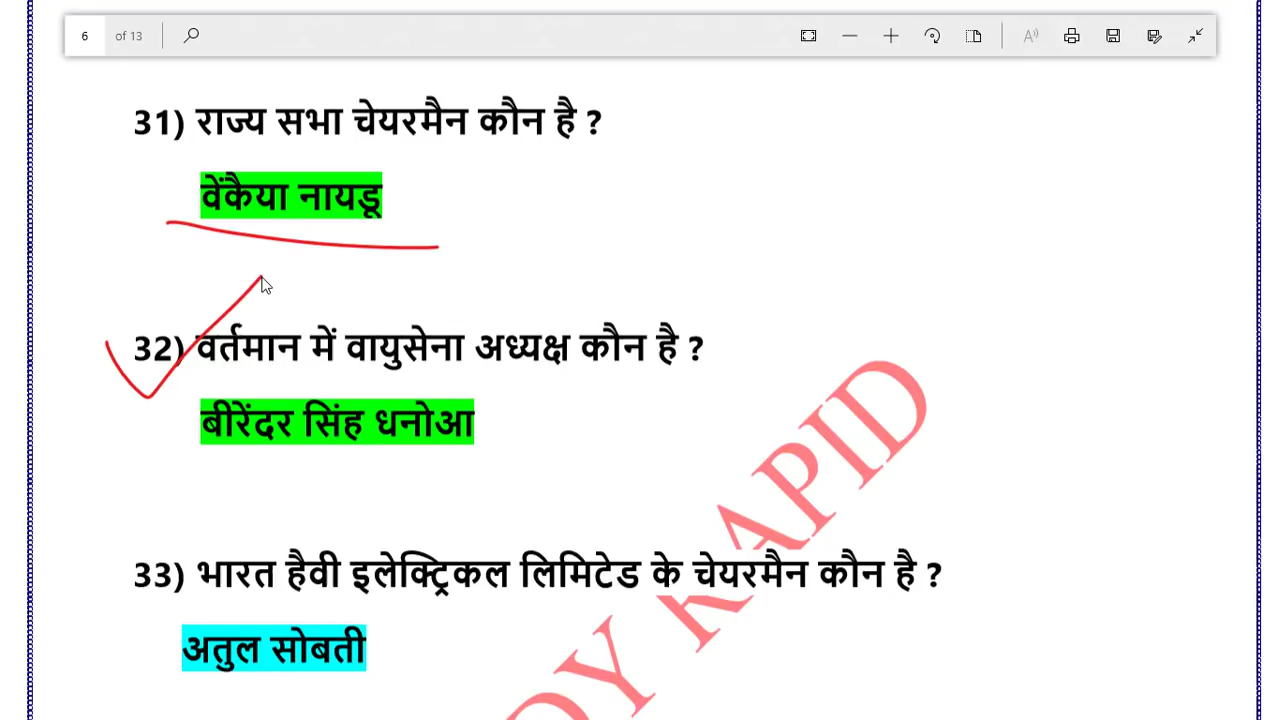 6 of 13
31) राज्य सभा चेयरमैन कौन है ?
वेंकैया नायडू
32) वर्तमान में वायुसेना अध्यक्ष कौन है ?
बीरेंदर सिंह धनोआ
33) भारत हैवी इलेक्ट्रिकल लिमिटेड के चेयरमैन कौन है ?
अतुल सोबती
RAPID